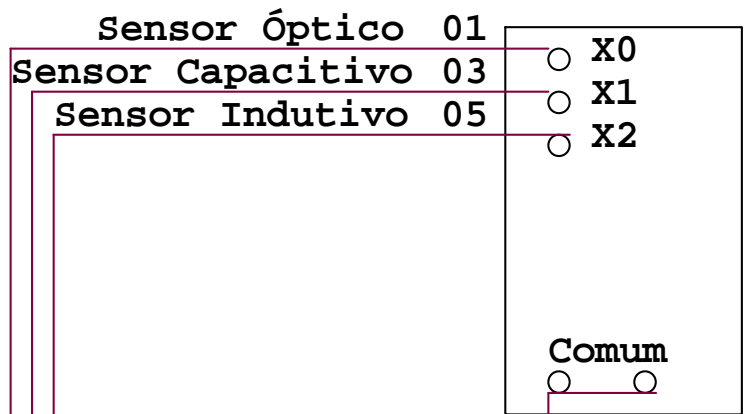 Sensor Óptico 01
X0
Sensor Capacitivo 03
X1
Sensor Indutivo 05
X2
Comum